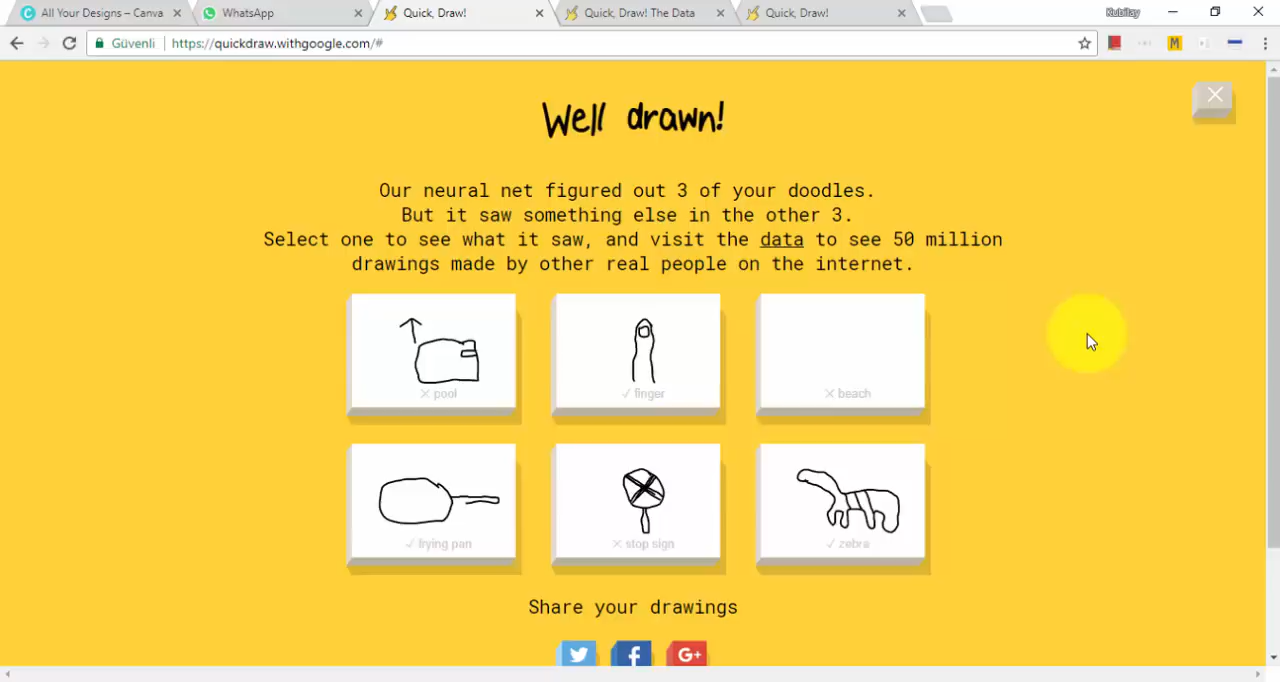 All Your Designs – Canva
WhatsApp
Quick, Draw!
Quick, Draw! The Data
Quick, Draw!
Kubilay
Güvenli
https://quickdraw.withgoogle.com/#
M
Well drawn!
Our neural net figured out 3 of your doodles.
But it saw something else in the other 3.
Select one to see what it saw, and visit the data to see 50 million
drawings made by other real people on the internet.
pool
finger
beach
frying pan
stop sign
zebra
Share your drawings
G+